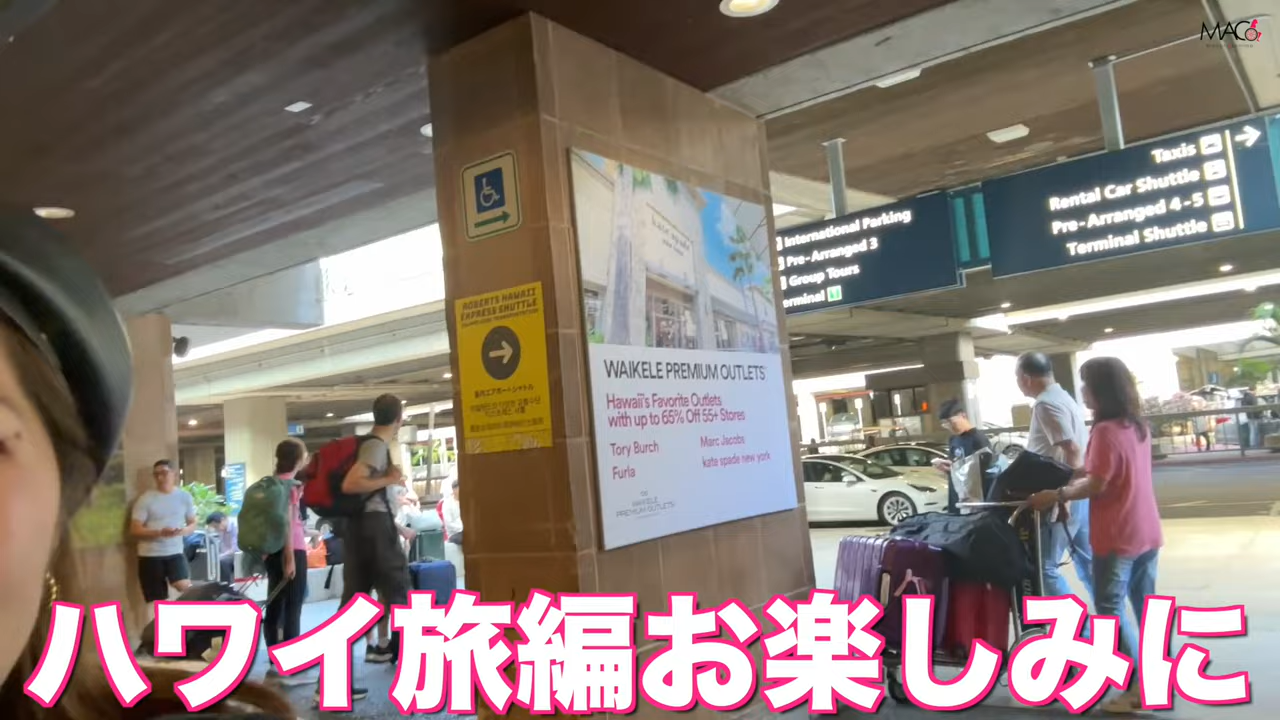 MACO
Taxis
Rental Car Shuttle
Pre-Arranged 4-5
Terminal Shuttle
International Parking
Pre-Arranged 3
Group Tours
kate spade
ROBERTS HAWAII
EXPRESS SHUTTLE
WAIKELE PREMIUM OUTLETS
Hawaii's Favorite Outlets
with up to 65% Off 55+ Stores
Tory Burch
Marc Jacobs
Furla
kate spade new york
WAIKELE
PREMIUM OUTLETS
ハワイ旅編お楽しみに